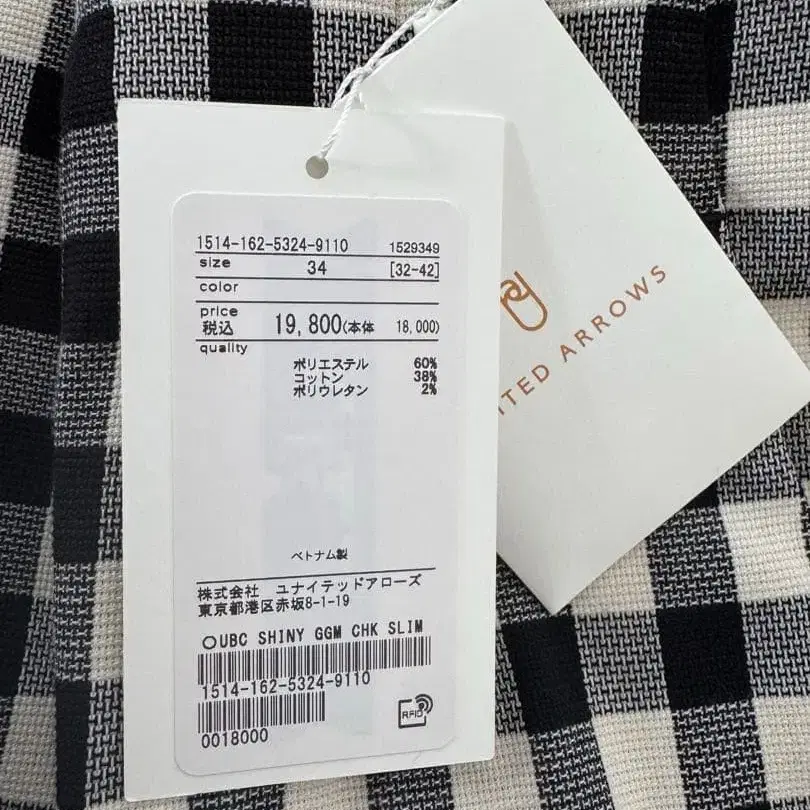 1514-162-5324-9110 1529349
size 34 [32-42]
color
price
税込 19,800(本体 18,000)
quality
ポリエステル 60%
コットン 38%
ポリウレタン 2%
ベトナム製
株式会社 ユナイテッドアローズ
東京都港区赤坂8-1-19
○UBC SHINY GGM CHK SLIM
1514-162-5324-9110
0018000
RFID
ITED ARROWS